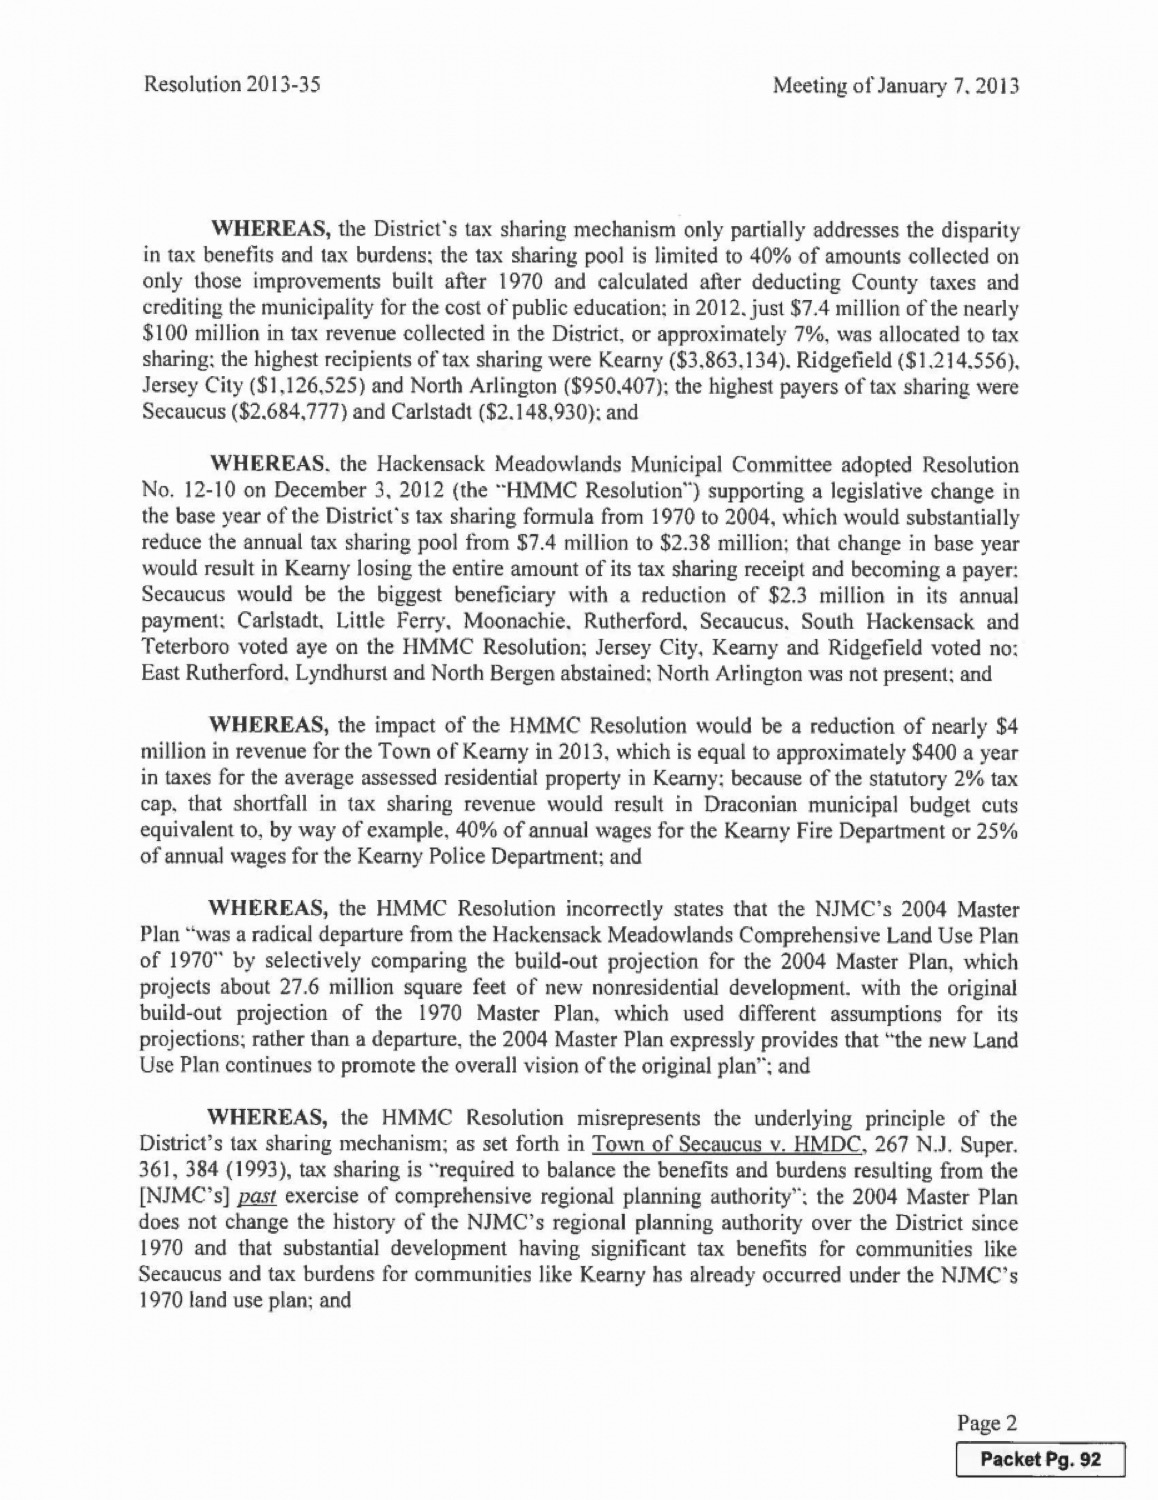 Resolution 2013-35 Meeting of January 7, 2013
WHEREAS, the District's tax sharing mechanism only partially addresses the disparity
in tax benefits and tax burdens; the tax sharing pool is limited to 40% of amounts collected on
only those improvements built after 1970 and calculated after deducting County taxes and
crediting the municipality for the cost of public education; in 2012, just $7.4 million of the nearly
$100 million in tax revenue collected in the District, or approximately 7%, was allocated to tax
sharing; the highest recipients of tax sharing were Kearny ($3,863,134), Ridgefield ($1,214,556),
Jersey City ($1,126,525) and North Arlington ($950,407); the highest payers of tax sharing were
Secaucus ($2,684,777) and Carlstadt ($2,148,930); and
WHEREAS, the Hackensack Meadowlands Municipal Committee adopted Resolution
No. 12-10 on December 3, 2012 (the "HMMC Resolution") supporting a legislative change in
the base year of the District's tax sharing formula from 1970 to 2004, which would substantially
reduce the annual tax sharing pool from $7.4 million to $2.38 million; that change in base year
would result in Kearny losing the entire amount of its tax sharing receipt and becoming a payer;
Secaucus would be the biggest beneficiary with a reduction of $2.3 million in its annual
payment; Carlstadt, Little Ferry, Moonachie, Rutherford, Secaucus, South Hackensack and
Teterboro voted aye on the HMMC Resolution; Jersey City, Kearny and Ridgefield voted no;
East Rutherford, Lyndhurst and North Bergen abstained; North Arlington was not present; and
WHEREAS, the impact of the HMMC Resolution would be a reduction of nearly $4
million in revenue for the Town of Kearny in 2013, which is equal to approximately $400 a year
in taxes for the average assessed residential property in Kearny; because of the statutory 2% tax
cap, that shortfall in tax sharing revenue would result in Draconian municipal budget cuts
equivalent to, by way of example, 40% of annual wages for the Kearny Fire Department or 25%
of annual wages for the Kearny Police Department; and
WHEREAS, the HMMC Resolution incorrectly states that the NJMC's 2004 Master
Plan "was a radical departure from the Hackensack Meadowlands Comprehensive Land Use Plan
of 1970" by selectively comparing the build-out projection for the 2004 Master Plan, which
projects about 27.6 million square feet of new nonresidential development, with the original
build-out projection of the 1970 Master Plan, which used different assumptions for its
projections; rather than a departure, the 2004 Master Plan expressly provides that "the new Land
Use Plan continues to promote the overall vision of the original plan"; and
WHEREAS, the HMMC Resolution misrepresents the underlying principle of the
District's tax sharing mechanism; as set forth in Town of Secaucus v. HMDC, 267 N.J. Super.
361, 384 (1993), tax sharing is "required to balance the benefits and burdens resulting from the
[NJMC's] past exercise of comprehensive regional planning authority"; the 2004 Master Plan
does not change the history of the NJMC's regional planning authority over the District since
1970 and that substantial development having significant tax benefits for communities like
Secaucus and tax burdens for communities like Kearny has already occurred under the NJMC's
1970 land use plan; and
Page 2
Packet Pg. 92